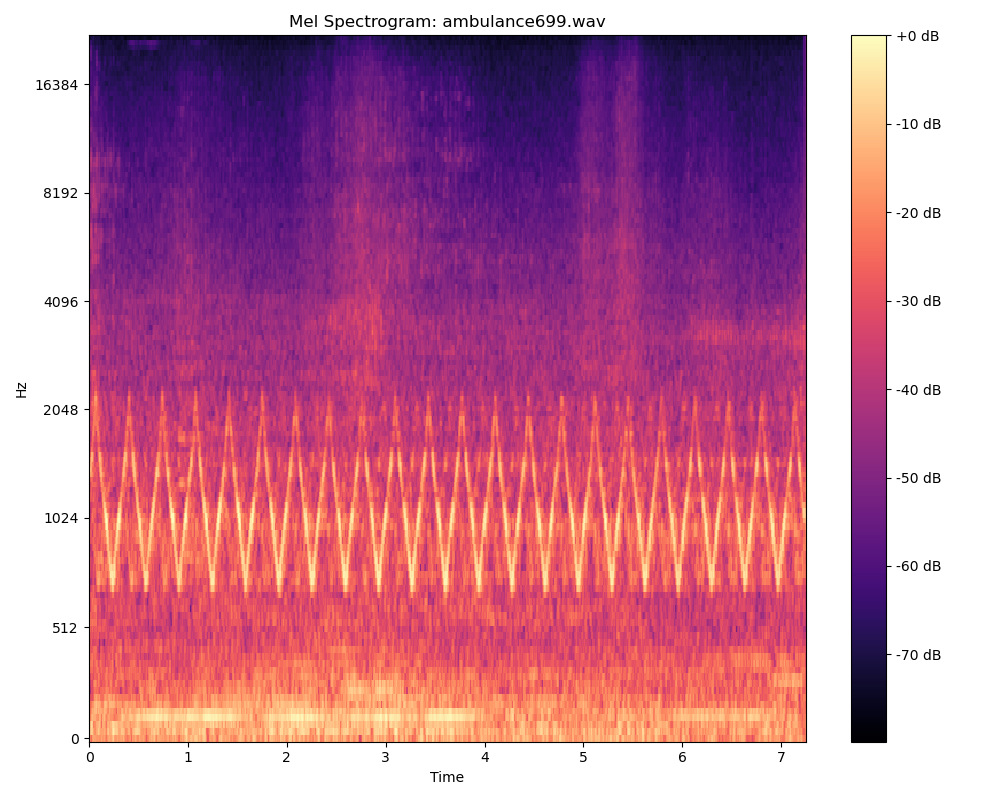 Mel Spectrogram: ambulance699.wav
+0 dB
16384
-10 dB
8192
-20 dB
4096
-30 dB
Hz
2048
-40 dB
1024
-50 dB
512
-60 dB
0
-70 dB
0 1 2 3 4 5 6 7
Time